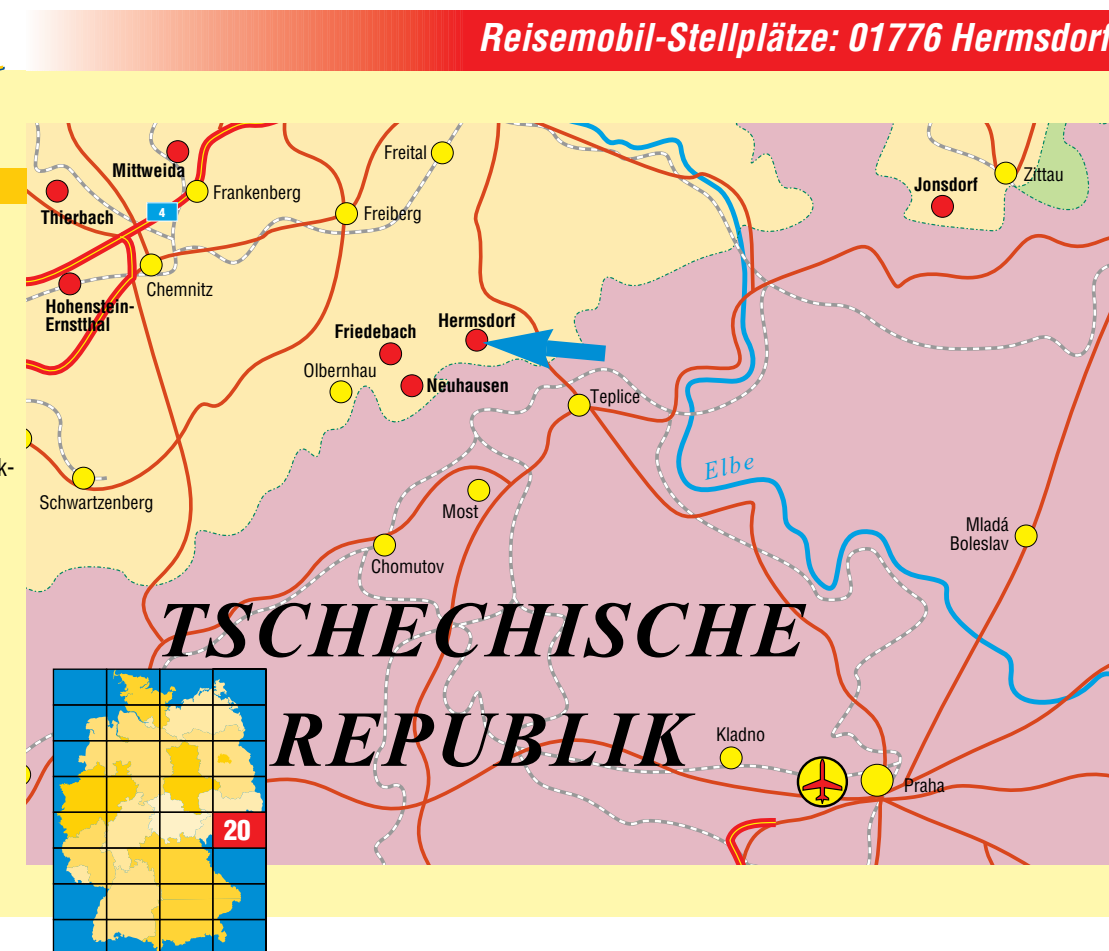 Reisemobil-Stellplätze: 01776 Hermsdorf
Freital
Mittweida
Zittau
Jonsdorf
Frankenberg
Thierbach
4
Freiberg
Chemnitz
Hohenstein-
Ernstthal
Hermsdorf
Friedebach
Olbernhau
Neuhausen
Teplice
k-
Elbe
Schwartzenberg
Most
Mladá
Boleslav
Chomutov
TSCHECHISCHE
REPUBLIK
Kladno
Praha
20